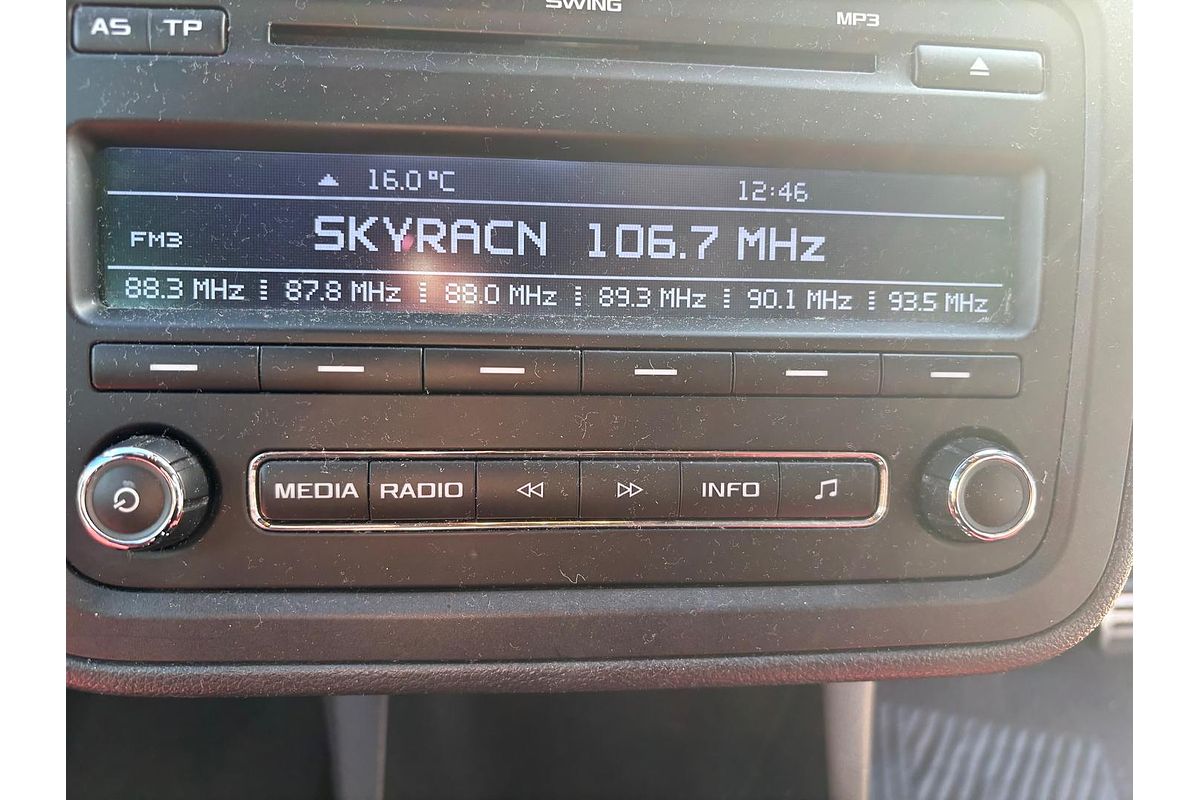 SWING
MP3
AS TP
16.0 °C 12:46
FM3 SKYRACN 106.7 MHz
88.3 MHz 87.8 MHz 88.0 MHz 89.3 MHz 90.1 MHz 93.5 MHz
MEDIA RADIO INFO